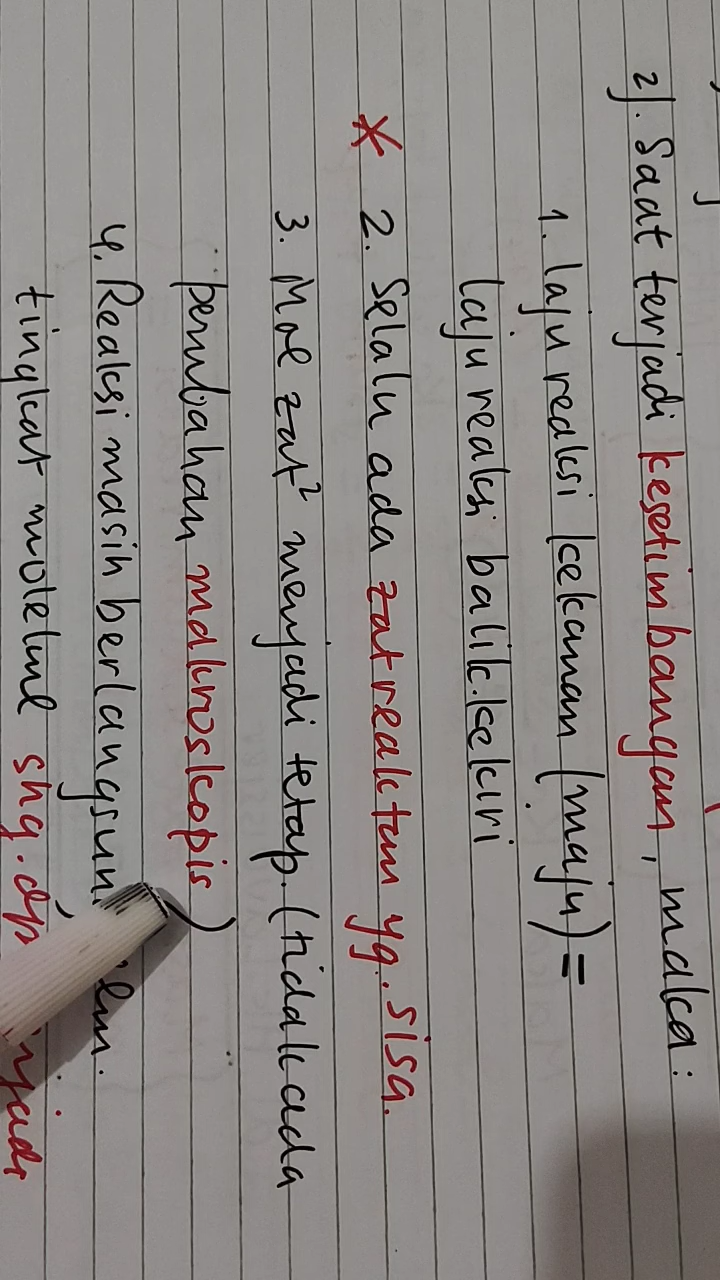 2). Saat terjadi kesetimbangan, maka:
1. laju reaksi kekanan (maju) =
laju reaksi balik. kekiri
* 2. Selalu ada zat reaktan yg. sisa.
3. Mol zat² menjadi tetap. (tidak ada
perubahan makroskopis)
4. Reaksi masih berlangsung
tingkat molekul shg. dp